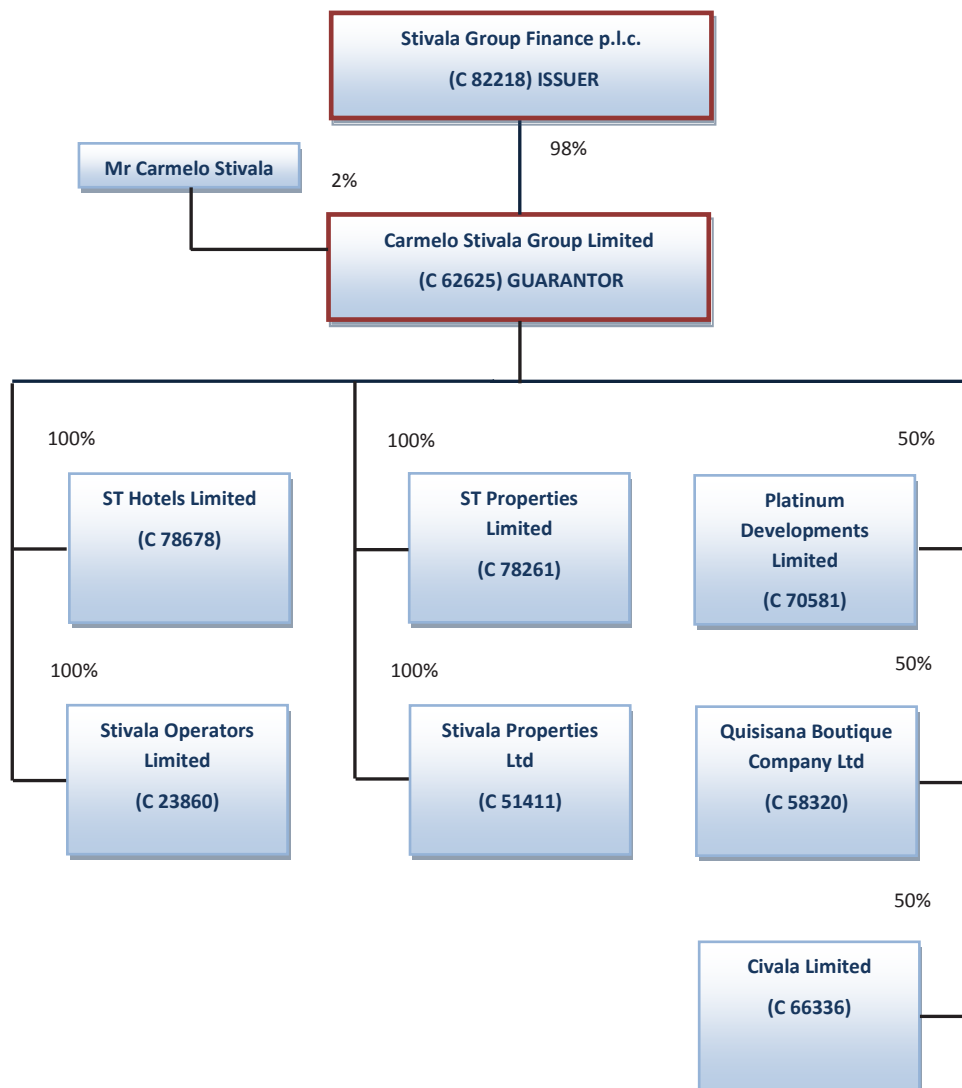 Stivala Group Finance p.l.c.
(C 82218) ISSUER
98%
Mr Carmelo Stivala
2%
Carmelo Stivala Group Limited
(C 62625) GUARANTOR
100%
100%
50%
ST Hotels Limited
(C 78678)
ST Properties
Limited
(C 78261)
Platinum
Developments
Limited
(C 70581)
100%
100%
50%
Stivala Operators
Limited
(C 23860)
Stivala Properties
Ltd
(C 51411)
Quisisana Boutique
Company Ltd
(C 58320)
50%
Civala Limited
(C 66336)